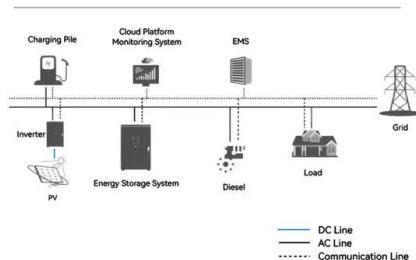 Charging Pile
Cloud Platform
Monitoring System
EMS
Grid
Inverter
PV
Energy Storage System
Diesel
Load
DC Line
AC Line
Communication Line